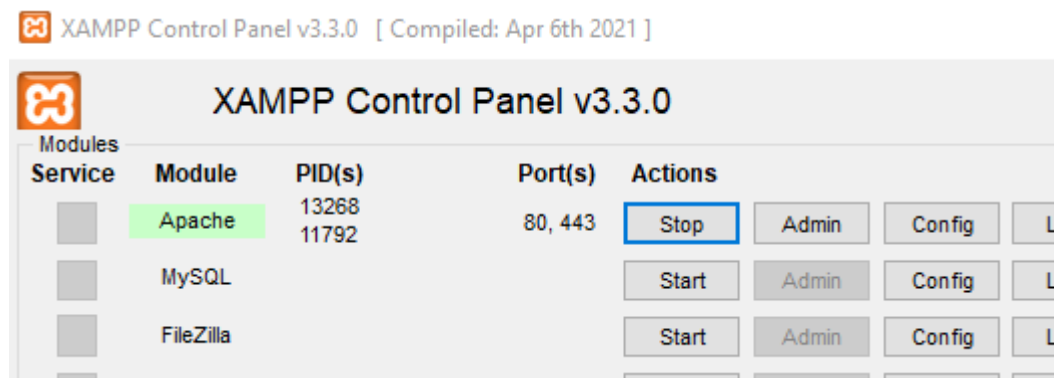 XAMPP Control Panel v3.3.0 [ Compiled: Apr 6th 2021 ]
XAMPP Control Panel v3.3.0
Modules
Service Module PID(s) Port(s) Actions
Apache 13268 11792 80, 443 Stop Admin Config L
MySQL Start Admin Config L
FileZilla Start Admin Config L